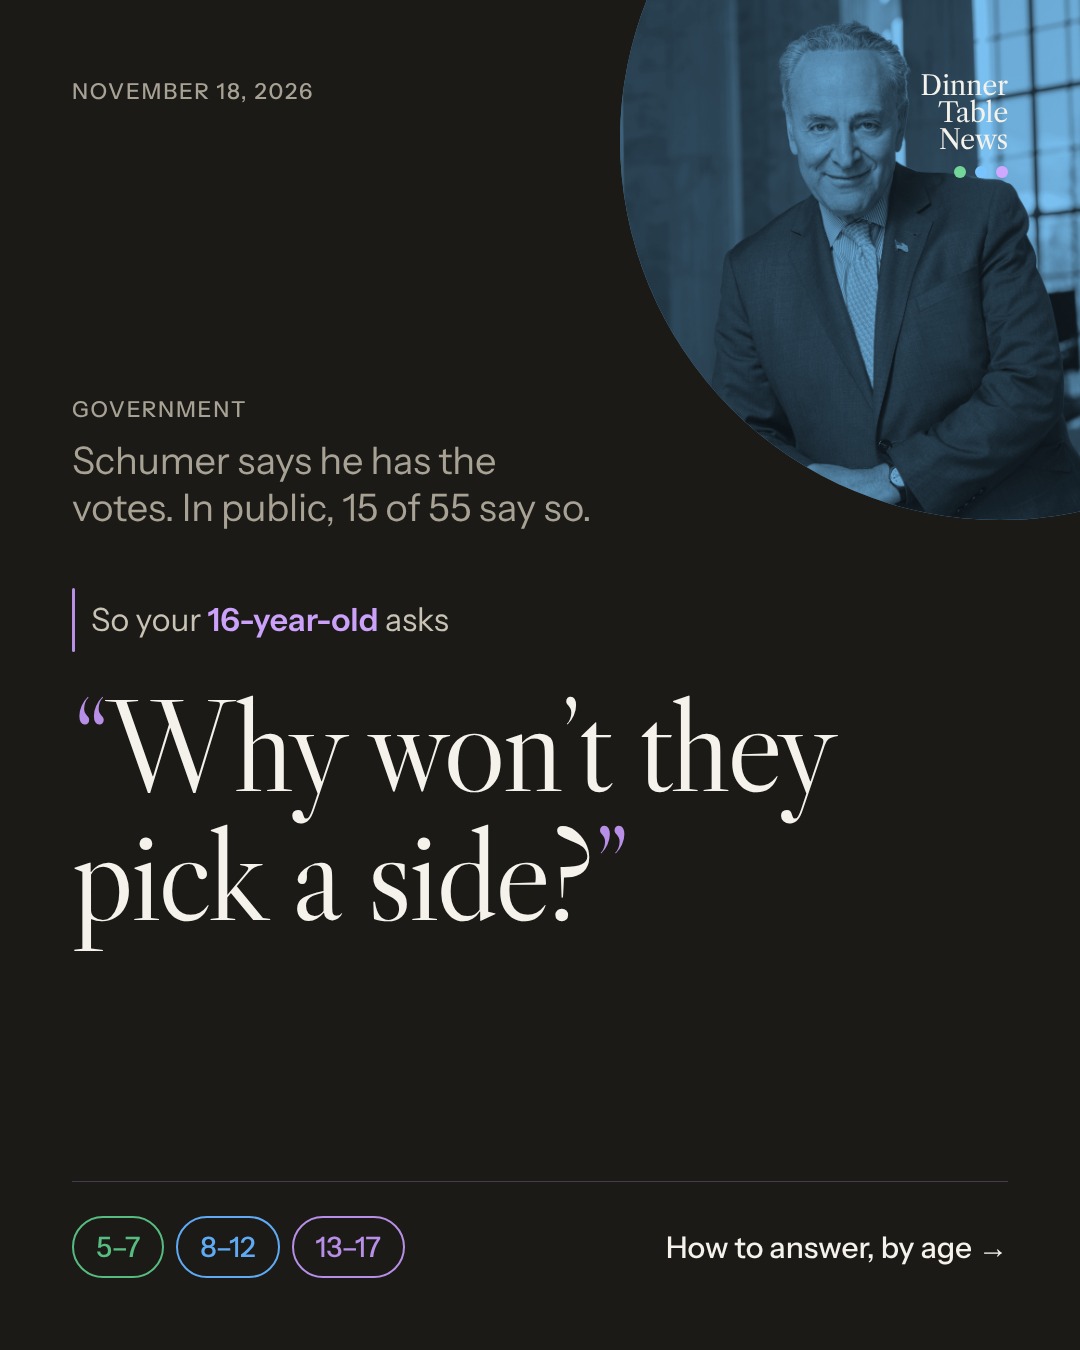 NOVEMBER 18, 2026
Dinner
Table
News
GOVERNMENT
Schumer says he has the
votes. In public, 15 of 55 say so.
So your 16-year-old asks
“Why won’t they
pick a side?”
5–7 8–12 13–17
How to answer, by age →